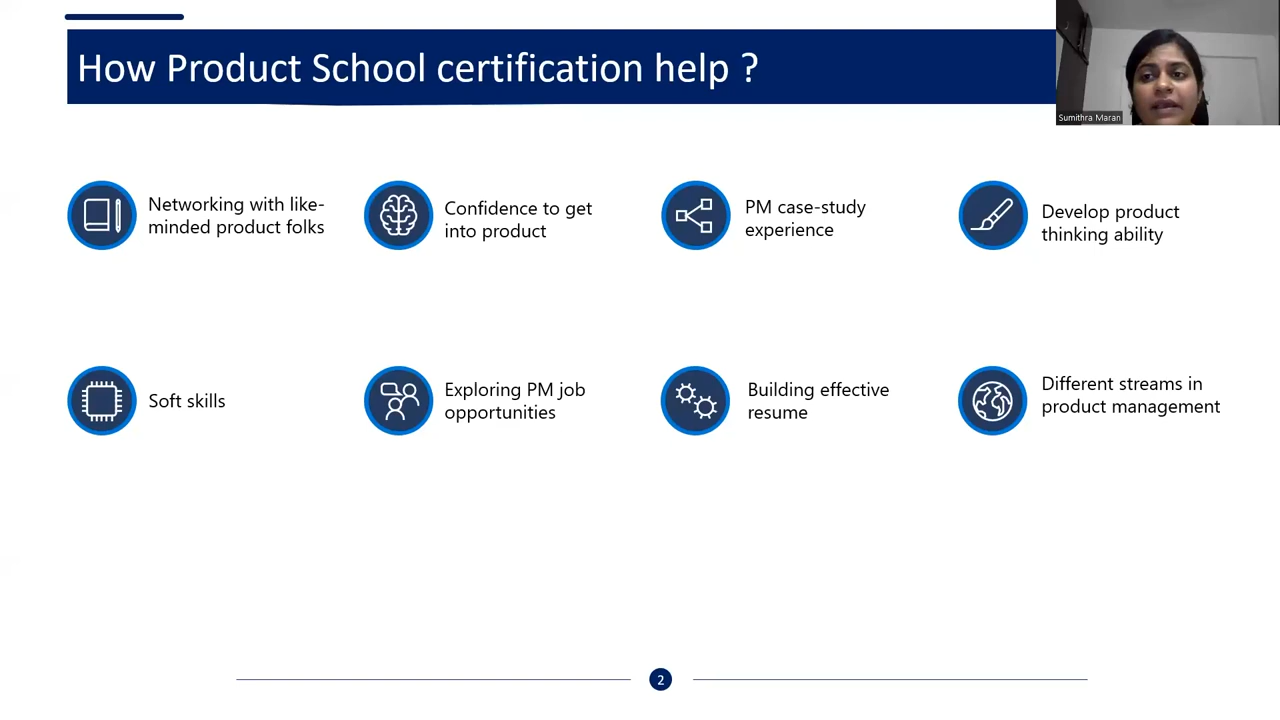 How Product School certification help ?
Sumithra Maran
Networking with like-
minded product folks
Confidence to get
into product
PM case-study
experience
Develop product
thinking ability
Soft skills
Exploring PM job
opportunities
Building effective
resume
Different streams in
product management
2